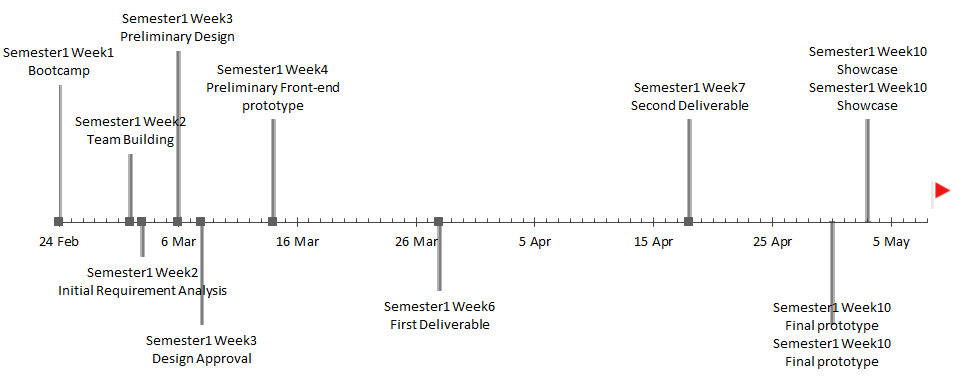 Semester1 Week3
Preliminary Design
Semester1 Week1
Bootcamp
Semester1 Week4
Preliminary Front-end
prototype
Semester1 Week10
Showcase
Semester1 Week10
Showcase
Semester1 Week7
Second Deliverable
Semester1 Week2
Team Building
24 Feb
6 Mar
16 Mar
26 Mar
5 Apr
15 Apr
25 Apr
5 May
Semester1 Week2
Initial Requirement Analysis
Semester1 Week6
First Deliverable
Semester1 Week10
Final prototype
Semester1 Week10
Final prototype
Semester1 Week3
Design Approval